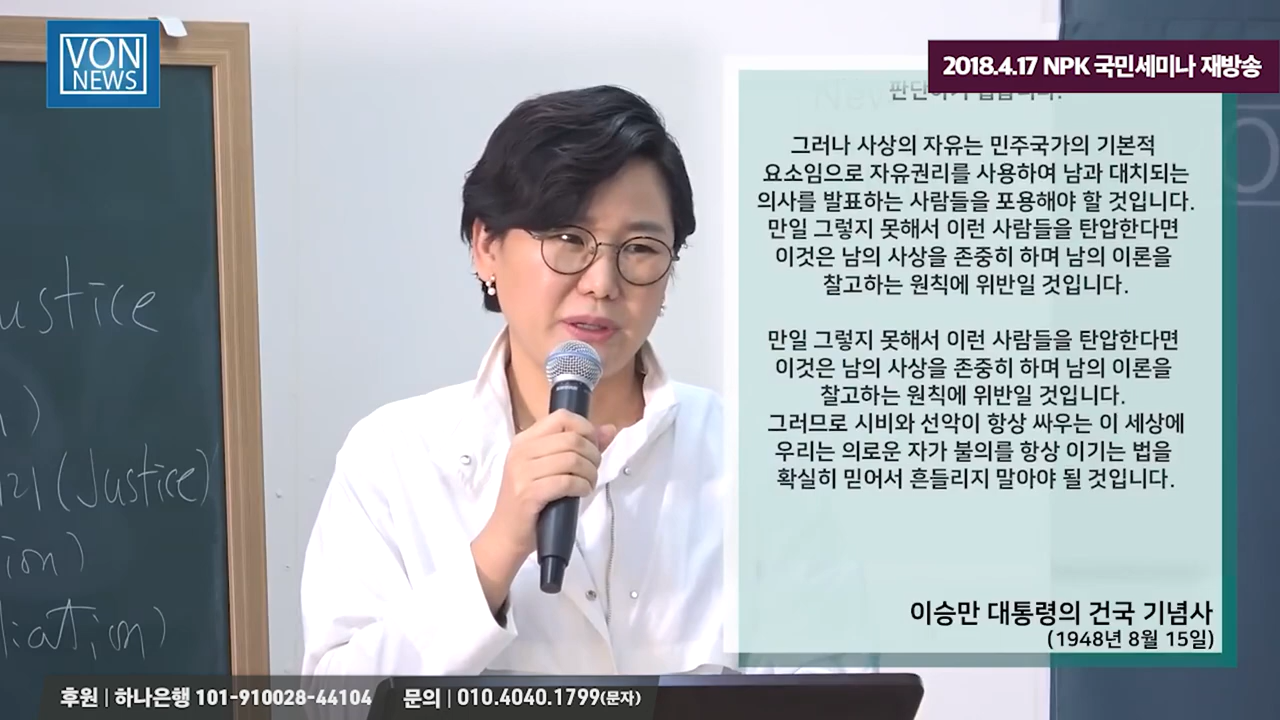 VON
NEWS
2018.4.17 NPK 국민세미나 재방송
그러나 사상의 자유는 민주국가의 기본적
요소임으로 자유권리를 사용하여 남과 대치되는
의사를 발표하는 사람들을 포용해야 할 것입니다.
만일 그렇지 못해서 이런 사람들을 탄압한다면
이것은 남의 사상을 존중히 하며 남의 이론을
찰고하는 원칙에 위반일 것입니다.
만일 그렇지 못해서 이런 사람들을 탄압한다면
이것은 남의 사상을 존중히 하며 남의 이론을
찰고하는 원칙에 위반일 것입니다.
그러므로 시비와 선악이 항상 싸우는 이 세상에
우리는 의로운 자가 불의를 항상 이기는 법을
확실히 믿어서 흔들리지 말아야 될 것입니다.
이승만 대통령의 건국 기념사
(1948년 8월 15일)
ustice
(Justice)
ion)
liation)
후원 | 하나은행 101-910028-44104 문의 | 010.4040.1799(문자)